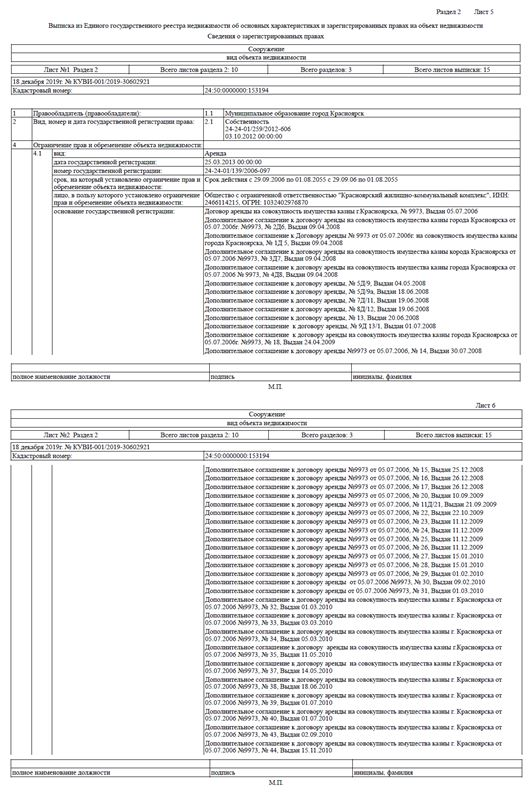 Раздел 2 Лист 5
Выписка из Единого государственного реестра недвижимости об основных характеристиках и зарегистрированных правах на объект недвижимости
Сведения о зарегистрированных правах
Сооружение
вид объекта недвижимости
Лист №1 Раздел 2 Всего листов раздела 2: 10 Всего разделов: 3 Всего листов выписки: 15
18 декабря 2019г. № КУВИ-001/2019-30602921
Кадастровый номер: 24:50:0000000:153194
1 Правообладатель (правообладатели): 1.1 Муниципальное образование город Красноярск
2 Вид, номер и дата государственной регистрации права: 2.1 Собственность
24-24-01/259/2012-606
03.10.2012 00:00:00
4 Ограничение прав и обременение объекта недвижимости:
4.1 вид: Аренда
дата государственной регистрации: 25.03.2013 00:00:00
номер государственной регистрации: 24-24-01/139/2006-097
срок, на который установлено ограничение прав и Срок действия с 29.09.2006 по 01.08.2055 с 29.09.06 по 01.08.2055
обременение объекта недвижимости:
лицо, в пользу которого установлено ограничение Общество с ограниченной ответственностью "Красноярский жилищно-коммунальный комплекс", ИНН:
прав и обременение объекта недвижимости: 2466114215, ОГРН: 1032402976870
основание государственной регистрации: Договор аренды на совокупность имущества казны г.Красноярска, № 9973, Выдан 05.07.2006
Дополнительное соглашение к договору аренды на совокупность имущества казны города Красноярска от
05.07.2006г. №9973, № 2Д6, Выдан 09.04.2008
Дополнительное соглашение к Договору аренды № 9973 от 05.07.2006г. на совокупность имущества казны
города Красноярска, № 1Д 5, Выдан 09.04.2008
Дополнительное соглашение к договору аренды на совокупность имущества казны города красноярска от
05.07.2006 №9973, № 3Д7, Выдан 09.04.2008
Дополнительное соглашение к договору аренды на совокупность имущества казны города Красноярска от
05.07.2006 № 9973, № 4Д8, Выдан 09.04.2008
Дополнительное соглашение к договору аренды, № 5Д/9, Выдан 04.05.2008
Дополнительное соглашение к договору аренды, № 5Д/9а, Выдан 18.06.2008
Дополнительное соглашение к договору аренды, № 7Д/11, Выдан 19.06.2008
Дополнительное соглашение к договору аренды, № 8Д/12, Выдан 19.06.2008
Дополнительное соглашение к договору аренды, № 13, Выдан 20.06.2008
Дополнительное соглашение к договору аренды, № 9Д 13/1, Выдан 01.07.2008
Дополнительное соглашение к договору аренды на совокупность имущества казны города Красноярска от
05.07.2006г. №9973, № 18, Выдан 24.04.2009
Дополнительное соглашение к договору аренды №9973 от 05.07.2006, № 14, Выдан 30.07.2008
полное наименование должности подпись инициалы, фамилия
М.П.
Лист 6
Сооружение
вид объекта недвижимости
Лист №2 Раздел 2 Всего листов раздела 2: 10 Всего разделов: 3 Всего листов выписки: 15
18 декабря 2019г. № КУВИ-001/2019-30602921
Кадастровый номер: 24:50:0000000:153194
Дополнительное соглашение к договору аренды №9973 от 05.07.2006, № 15, Выдан 25.12.2008
Дополнительное соглашение к договору аренды №9973 от 05.07.2006, № 16, Выдан 26.12.2008
Дополнительное соглашение к договору аренды №9973 от 05.07.2006, № 17, Выдан 26.12.2008
Дополнительное соглашение к договору аренды №9973 от 05.07.2006, № 20, Выдан 10.09.2009
Дополнительное соглашение к договору аренды №9973 от 05.07.2006, № 11Д/21, Выдан 21.09.2009
Дополнительное соглашение к договору аренды №9973 от 05.07.2006, № 22, Выдан 22.10.2009
Дополнительное соглашение к договору аренды №9973 от 05.07.2006, № 23, Выдан 11.12.2009
Дополнительное соглашение к договору аренды №9973 от 05.07.2006, № 24, Выдан 11.12.2009
Дополнительное соглашение к договору аренды №9973 от 05.07.2006, № 25, Выдан 11.12.2009
Дополнительное соглашение к договору аренды №9973 от 05.07.2006, № 26, Выдан 11.12.2009
Дополнительное соглашение к договору аренды №9973 от 05.07.2006, № 27, Выдан 15.01.2010
Дополнительное соглашение к договору аренды №9973 от 05.07.2006, № 28, Выдан 15.01.2010
Дополнительное соглашение к договору аренды №9973 от 05.07.2006, № 29, Выдан 01.02.2010
Дополнительное соглашение к договору аренды от 05.07.2006 №9973, № 30, Выдан 09.02.2010
Дополнительное соглашение к договору аренды от 05.07.2006 №9973, № 31, Выдан 01.03.2010
Дополнительное соглашение к договору аренды на совокупность имущества казны г. Красноярска от
05.07.2006 №9973, № 32, Выдан 01.03.2010
Дополнительное соглашение к договору аренды на совокупность имущества казны г. Красноярска от
05.07.2006 №9973, № 33, Выдан 03.03.2010
Дополнительное соглашение к договору аренды на совокупность имущества казны г. Красноярска от
05.07.2006 №9973, № 34, Выдан 05.03.2010
Дополнительное соглашение к договору аренды на совокупность имущества казны г.Красноярска от
05.07.2006 №9973, № 35, Выдан 11.05.2010
Дополнительное соглашение к договору аренды на совокупность имущества казны г.Красноярска от
05.07.2006 №9973, № 37, Выдан 14.05.2010
Дополнительное соглашение к договору аренды на совокупность имущества казны г. Красноярска от
05.07.2006 №9973, № 38, Выдан 18.06.2010
Дополнительное соглашение к договору аренды на совокупность имущества казны г. Красноярска от
05.07.2006 №9973, № 39, Выдан 01.07.2010
Дополнительное соглашение к договору аренды на совокупность имущества казны г. Красноярска от
05.07.2006 №9973, № 40, Выдан 01.07.2010
Дополнительное соглашение к договору аренды на совокупность имущества казны г. Красноярска от
05.07.2006 №9973, № 43, Выдан 02.09.2010
Дополнительное соглашение к договору аренды на совокупность имущества казны г. Красноярска от
05.07.2006 №9973, № 44, Выдан 15.11.2010
полное наименование должности подпись инициалы, фамилия
М.П.